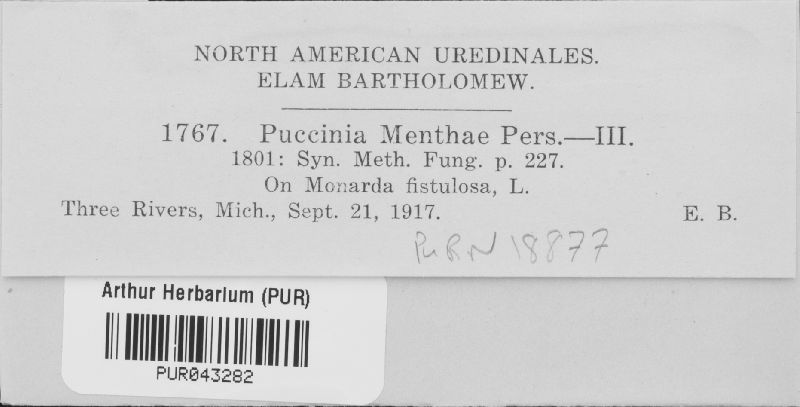 NORTH AMERICAN UREDINALES.
ELAM BARTHOLOMEW.
1767. Puccinia Menthae Pers.—III.
1801: Syn. Meth. Fung. p. 227.
On Monarda fistulosa, L.
Three Rivers, Mich., Sept. 21, 1917. E. B.
PURN 18877
Arthur Herbarium (PUR)
PUR043282